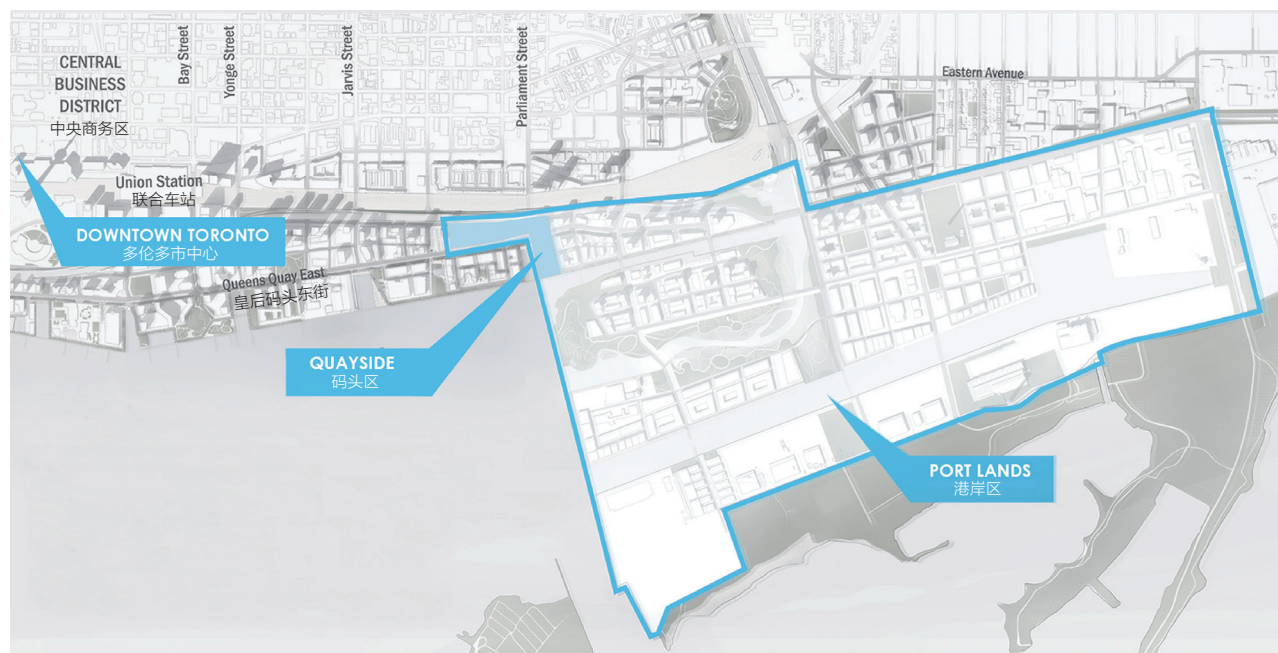 CENTRAL
BUSINESS
DISTRICT
中央商务区
Bay Street
Yonge Street
Jarvis Street
Parliament Street
Eastern Avenue
Union Station
联合车站
DOWNTOWN TORONTO
多伦多市中心
Queens Quay East
皇后码头东街
QUAYSIDE
码头区
PORT LANDS
港岸区